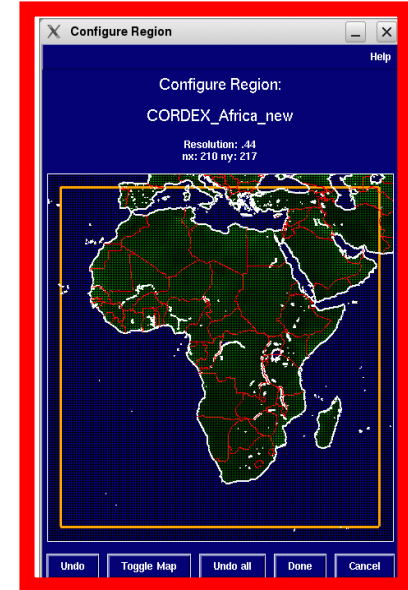 Configure Region
Help
Configure Region:
CORDEX_Africa_new
Resolution: .44
nx: 210 ny: 217
Undo Toggle Map Undo all Done Cancel